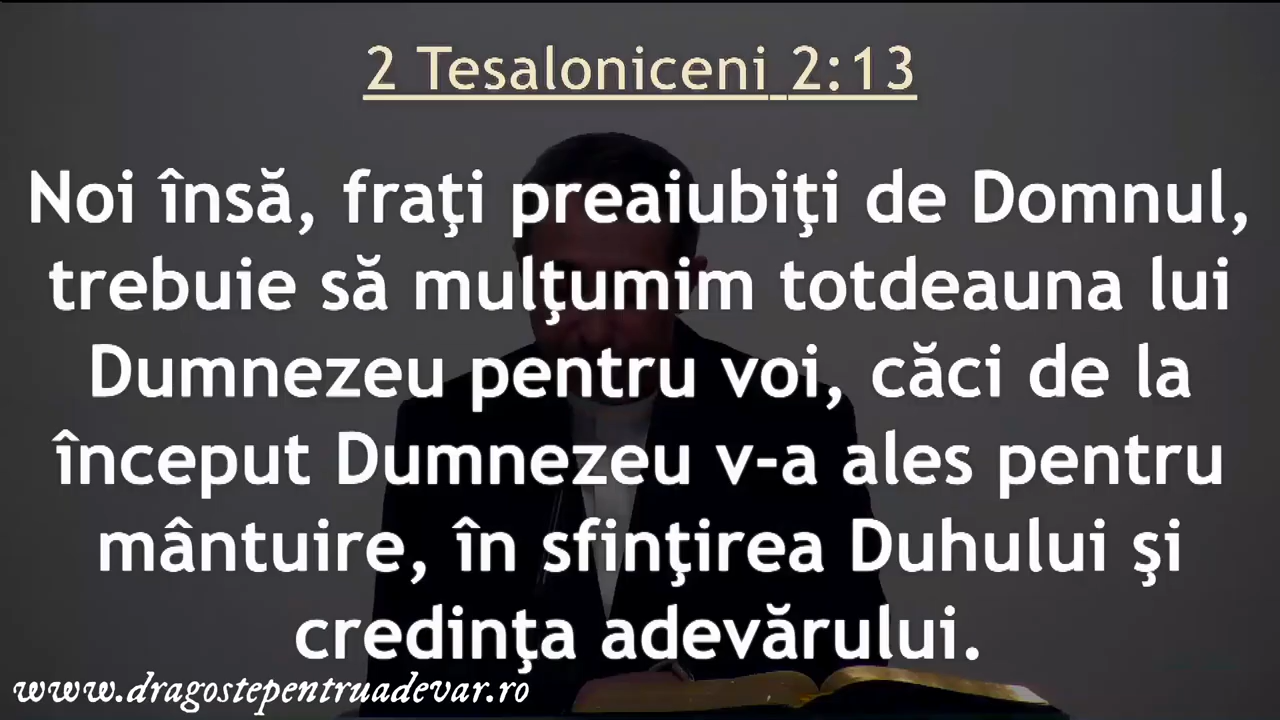 2 Tesaloniceni 2:13
Noi însă, fraţi preaiubiţi de Domnul,
trebuie să mulţumim totdeauna lui
Dumnezeu pentru voi, căci de la
început Dumnezeu v-a ales pentru
mântuire, în sfinţirea Duhului şi
credinţa adevărului.
www.dragostepentruadevar.ro